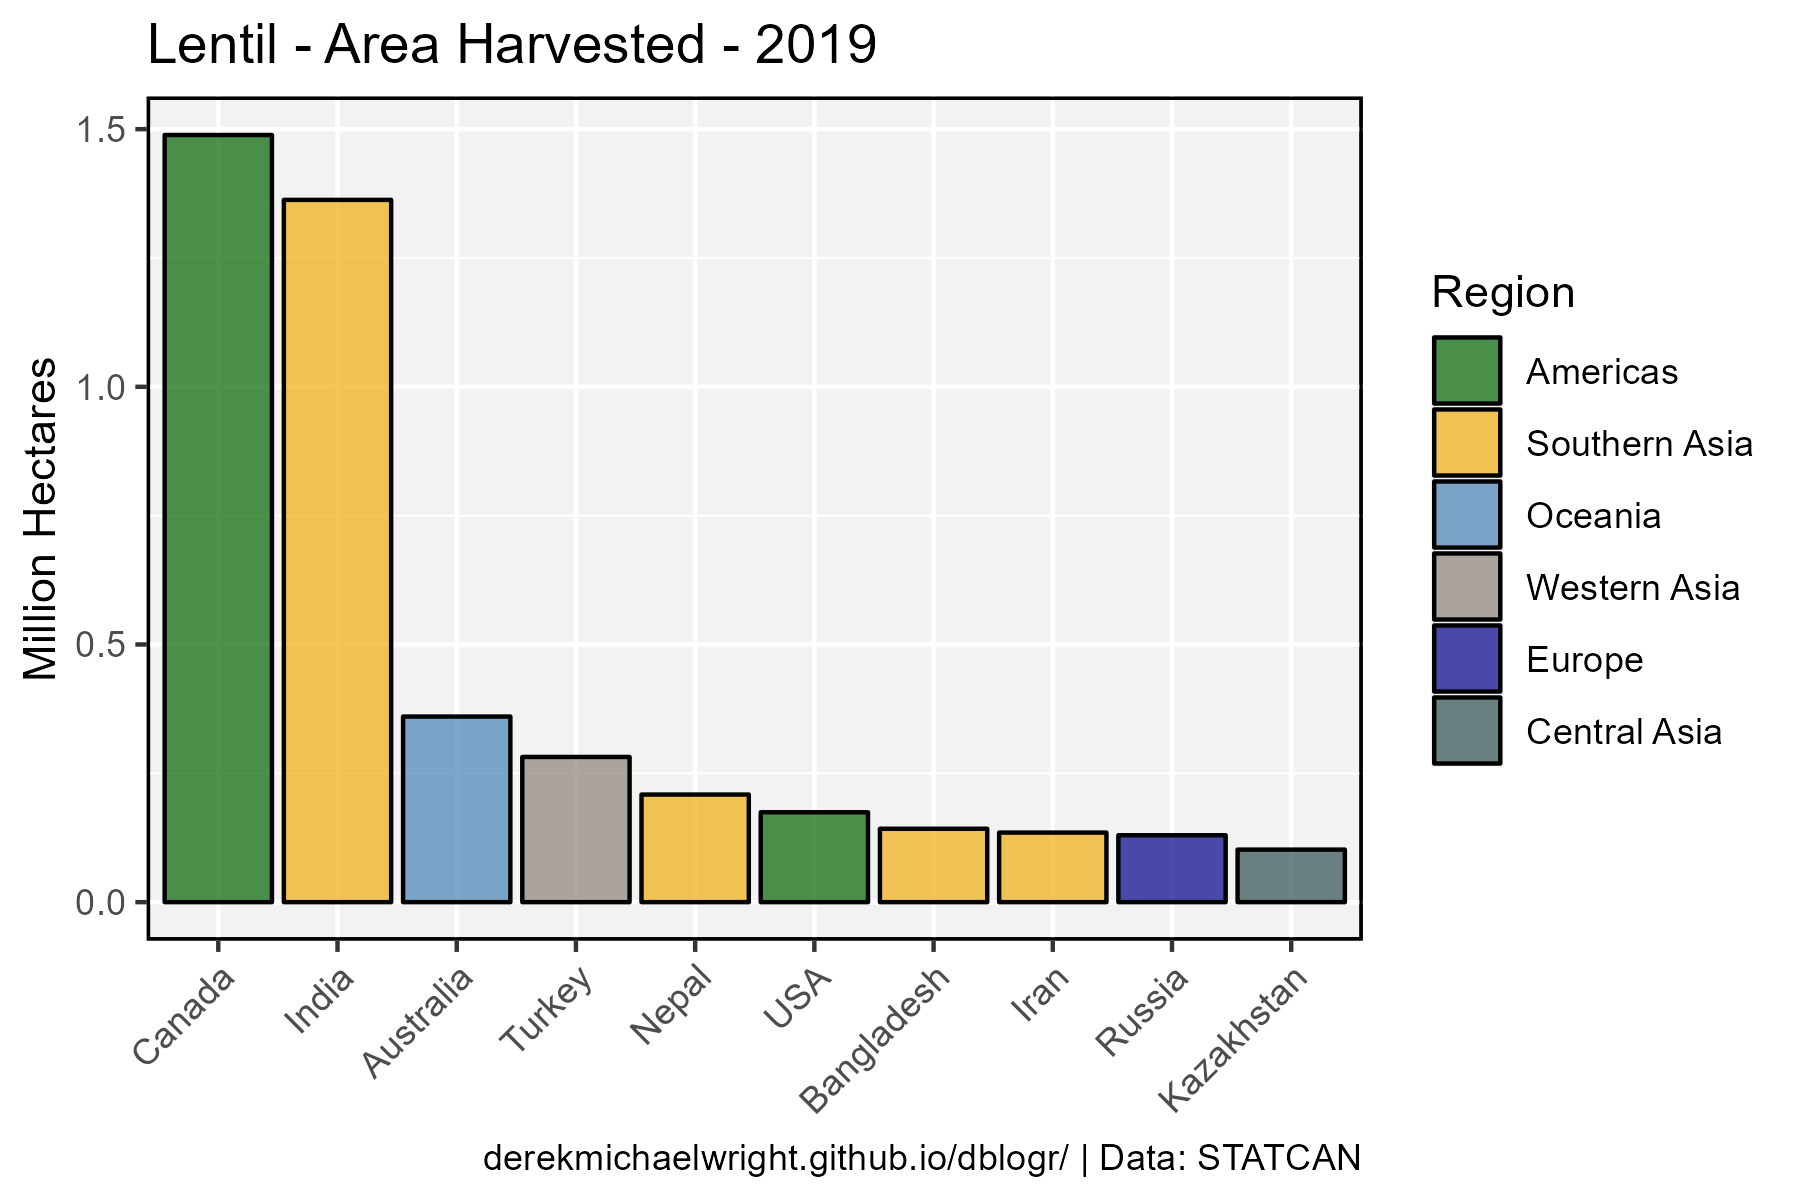 Lentil - Area Harvested - 2019
Million Hectares
1.5
1.0
0.5
0.0
Canada
India
Australia
Turkey
Nepal
USA
Bangladesh
Iran
Russia
Kazakhstan
Region
Americas
Southern Asia
Oceania
Western Asia
Europe
Central Asia
derekmichaelwright.github.io/dblogr/ | Data: STATCAN